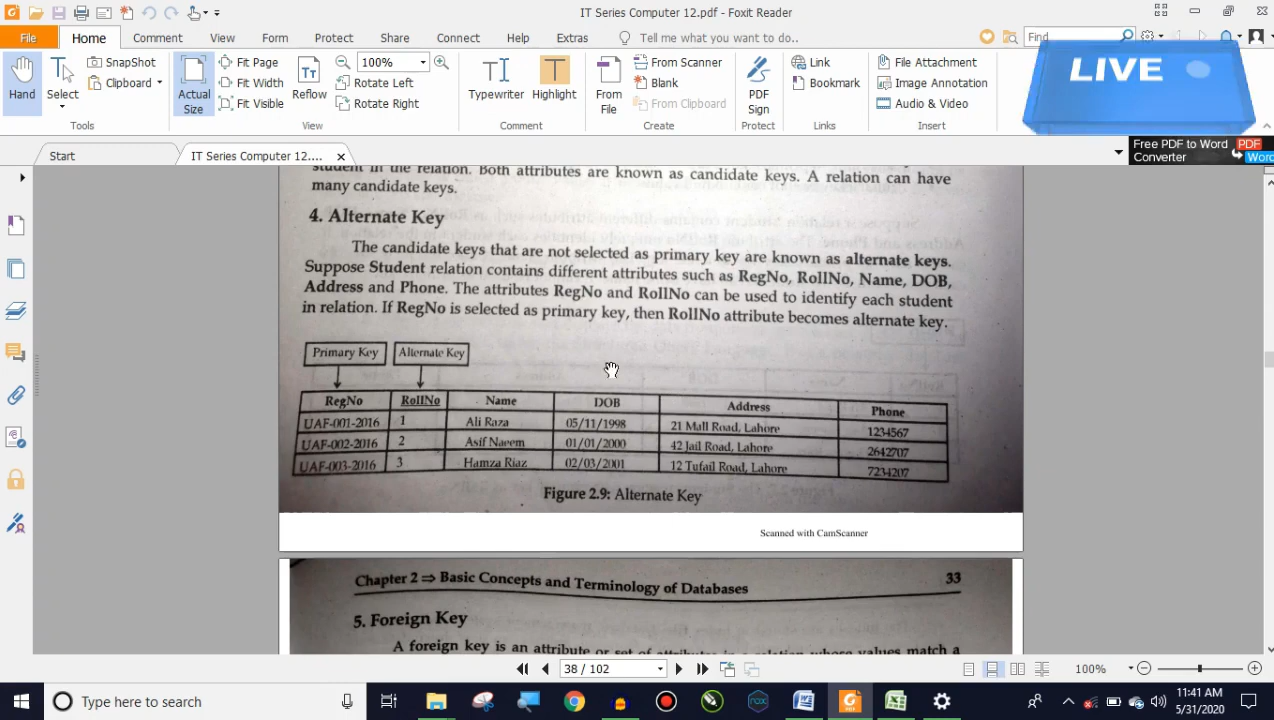 IT Series Computer 12.pdf - Foxit Reader
File Home Comment View Form Protect Share Connect Help Extras Tell me what you want to do.. Find
LIVE
Hand
Select
SnapShot
Clipboard
Tools
Actual
Size
Fit Page
Fit Width
Fit Visible
Reflow
100%
Rotate Left
Rotate Right
View
Typewriter
Highlight
Comment
From
File
From Scanner
Blank
From Clipboard
Create
PDF
Sign
Protect
Link
Bookmark
Links
File Attachment
Image Annotation
Audio & Video
Insert
Start
IT Series Computer 12....
Free PDF to Word
Converter
PDF
Word
student in the relation. Both attributes are known as candidate keys. A relation can have
many candidate keys.
4. Alternate Key
The candidate keys that are not selected as primary key are known as alternate keys.
Suppose Student relation contains different attributes such as RegNo, RollNo, Name, DOB,
Address and Phone. The attributes RegNo and RollNo can be used to identify each student
in relation. If RegNo is selected as primary key, then RollNo attribute becomes alternate key.
Primary Key Alternate Key
RegNo RollNo Name DOB Address Phone
UAF-001-2016 1 Ali Raza 05/11/1998 21 Mall Road, Lahore 1234567
UAF-002-2016 2 Asif Naeem 01/01/2000 42 Jail Road, Lahore 2642707
UAF-003-2016 3 Hamza Riaz 02/03/2001 12 Tufail Road, Lahore 7234207
Figure 2.9: Alternate Key
Scanned with CamScanner
Chapter 2 ⇒ Basic Concepts and Terminology of Databases 33
5. Foreign Key
A foreign key is an attribute or set of attributes in a relation whose values match a
38 / 102
100%
Type here to search
11:41 AM
5/31/2020